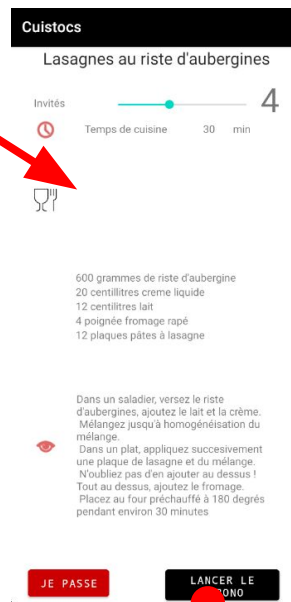 Cuistocs
Lasagnes au riste d'aubergines
Invités 4
Temps de cuisine 30 min
600 grammes de riste d'aubergine
20 centillitres creme liquide
12 centilitres lait
4 poignée fromage rapé
12 plaques pâtes à lasagne
Dans un saladier, versez le riste
d'aubergines, ajoutez le lait et la crème.
Mélangez jusqu'à homogénéisation du
mélange.
Dans un plat, appliquez succesivement
une plaque de lasagne et du mélange.
N'oubliez pas d'en ajouter au dessus !
Tout au dessus, ajoutez le fromage.
Placez au four préchauffé à 180 degrés
pendant environ 30 minutes
JE PASSE
LANCER LE
ONO